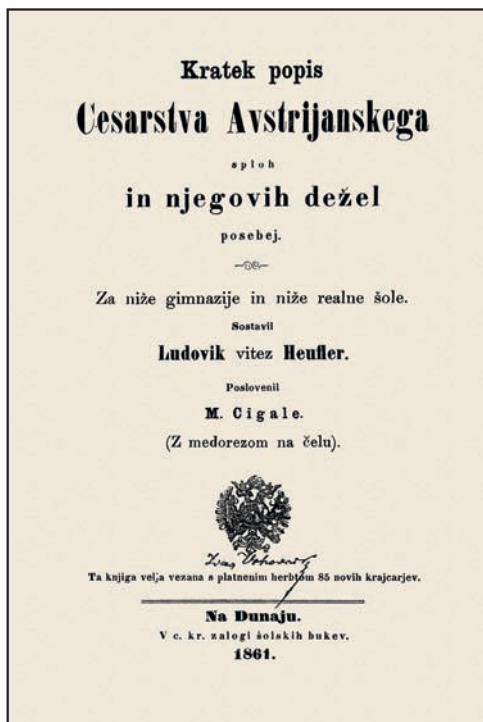 Kratek popis
Cesarstva Avstrijanskega
sploh
in njegovih dežel
posebej.
Za niže gimnazije in niže realne šole.
Sostavil
Ludovik vitez Heufler.
Poslovenil
M. Cigale.
(Z medorezom na čelu).
Ta knjiga velja vezana s platnenim herbtom 85 novih krajcarjev.
Na Dunaju.
V c. kr. zalogi šolskih bukev.
1861.